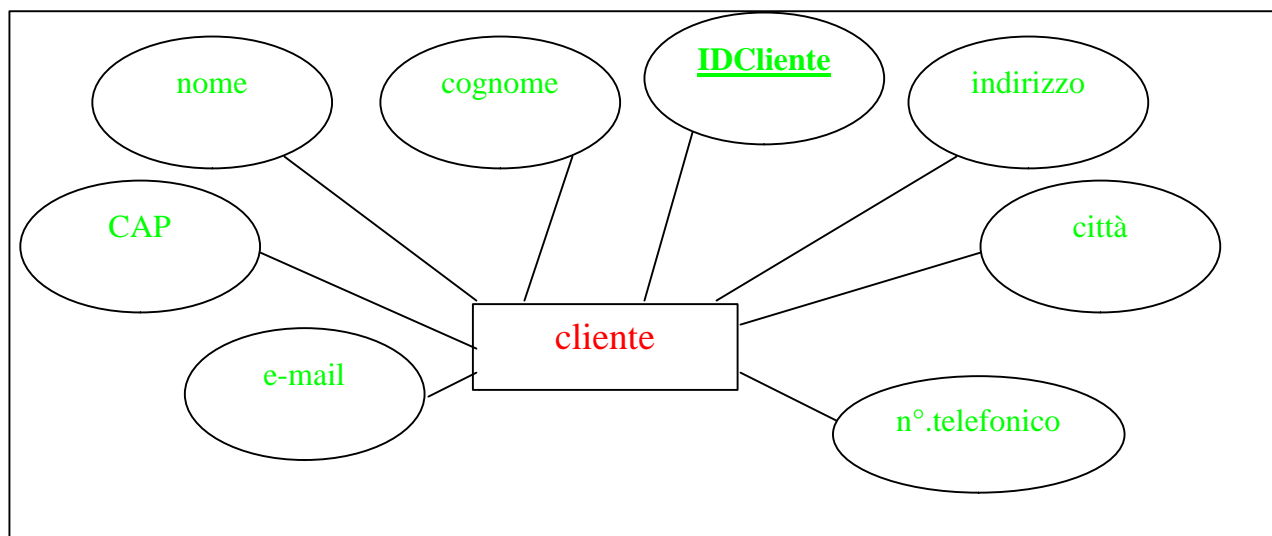 nome
cognome
IDCliente
indirizzo
CAP
città
cliente
e-mail
n°.telefonico